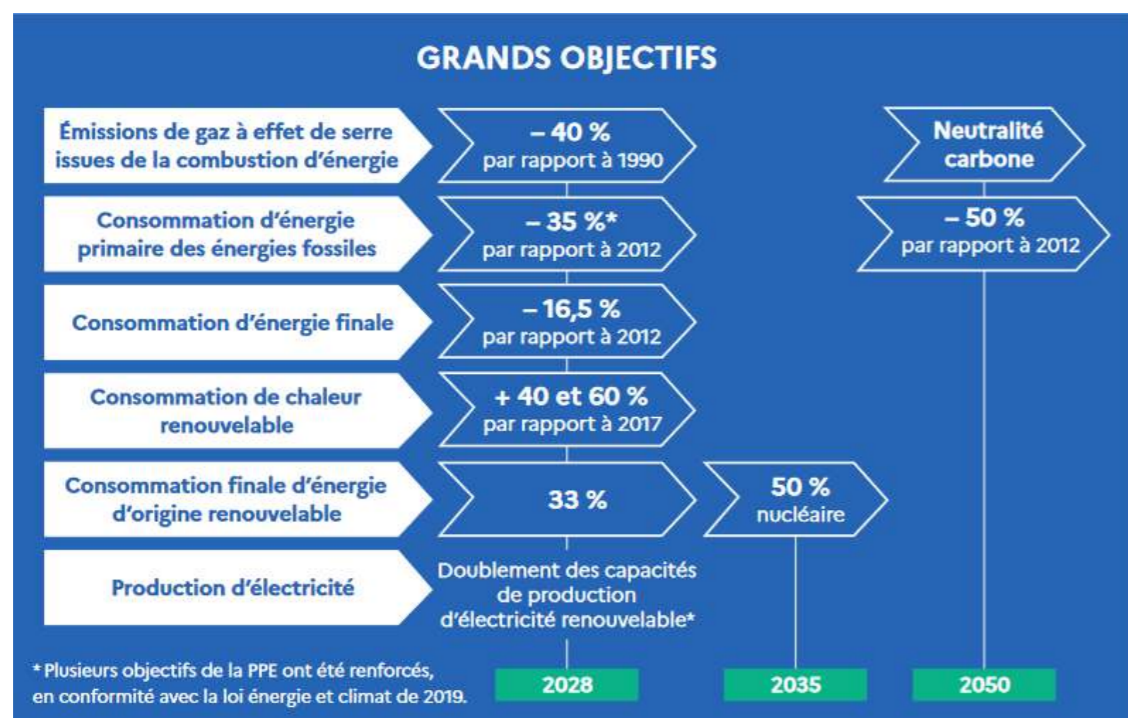 GRANDS OBJECTIFS
Émissions de gaz à effet de serre
issues de la combustion d'énergie
– 40 %
par rapport à 1990
Neutralité
carbone
Consommation d'énergie
primaire des énergies fossiles
– 35 %*
par rapport à 2012
– 50 %
par rapport à 2012
Consommation d'énergie finale
– 16,5 %
par rapport à 2012
Consommation de chaleur
renouvelable
+ 40 et 60 %
par rapport à 2017
Consommation finale d'énergie
d'origine renouvelable
33 %
50 %
nucléaire
Production d'électricité
Doublement des capacités
de production
d'électricité renouvelable*
* Plusieurs objectifs de la PPE ont été renforcés,
en conformité avec la loi énergie et climat de 2019.
2028
2035
2050